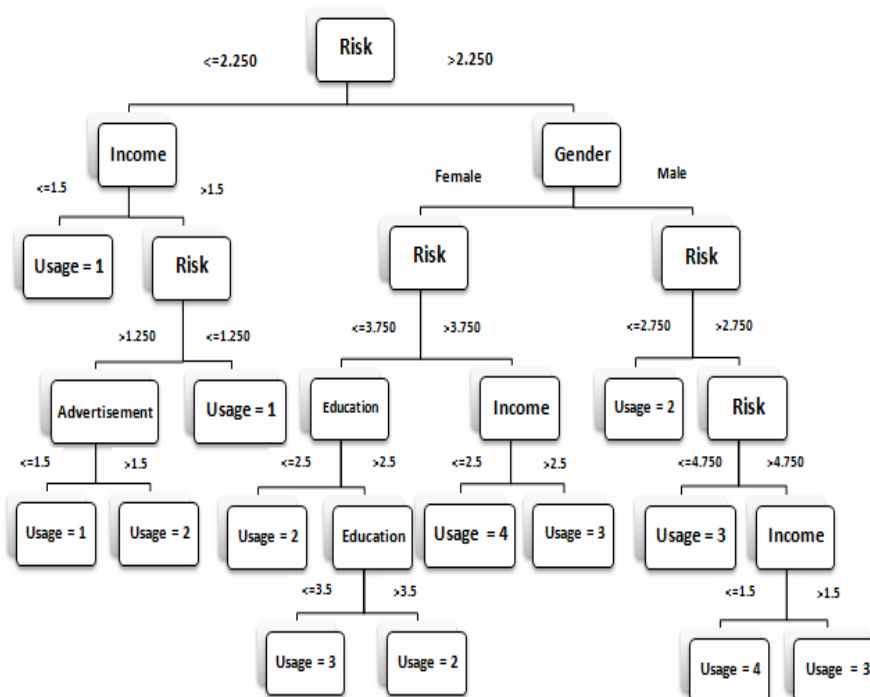 Risk
<=2.250 >2.250
Income Gender
Female Male
<=1.5 >1.5
Usage = 1 Risk Risk Risk
>1.250 <=1.250 <=3.750 >3.750 <=2.750 >2.750
Advertisement Usage = 1 Education Income Usage = 2 Risk
<=1.5 >1.5 <=2.5 >2.5 <=2.5 >2.5 <=4.750 >4.750
Usage = 1 Usage = 2 Usage = 2 Education Usage = 4 Usage = 3 Usage = 3 Income
<=3.5 >3.5 <=1.5 >1.5
Usage = 3 Usage = 2 Usage = 4 Usage = 3